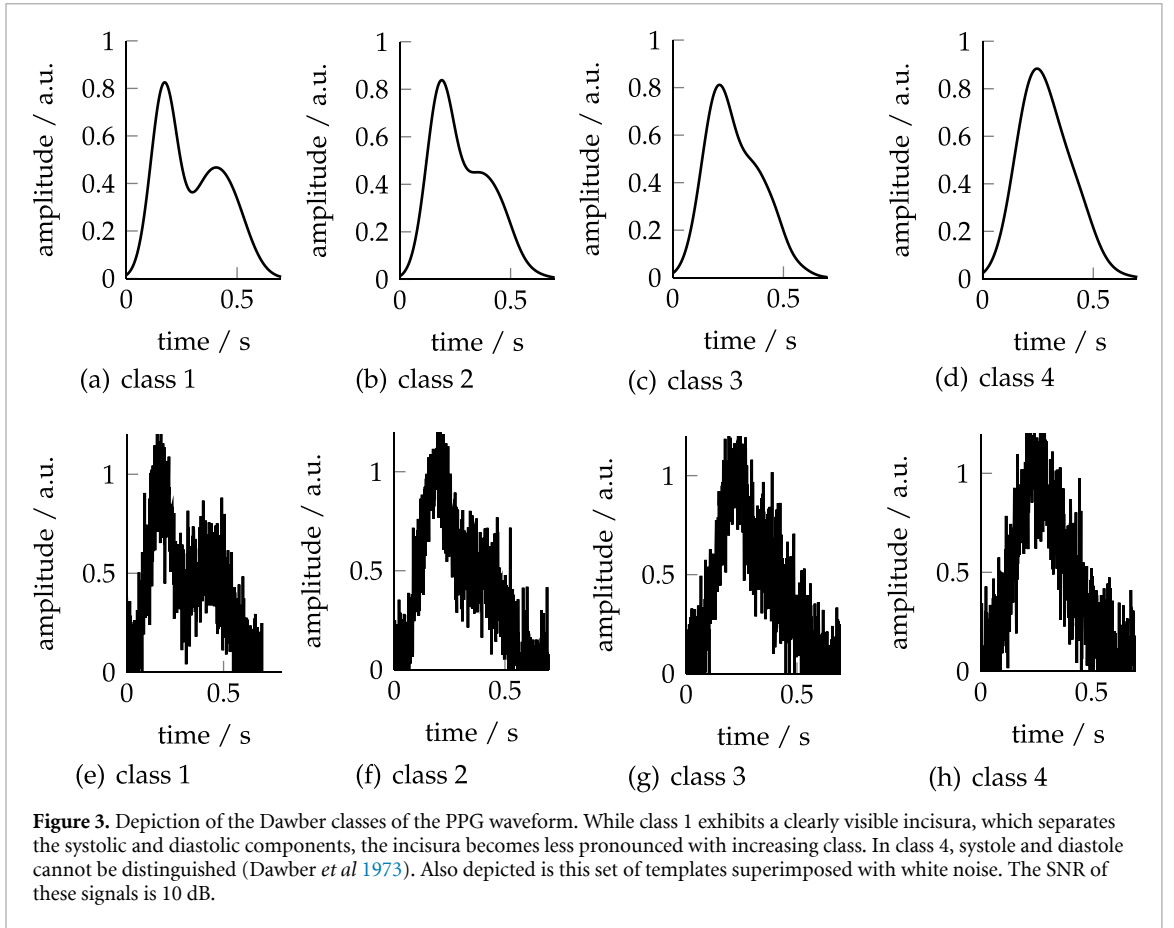 1
0.8
0.6
0.4
0.2
0
0 0.5
amplitude / a.u.
time / s
(a) class 1
1
0.8
0.6
0.4
0.2
0
0 0.5
amplitude / a.u.
time / s
(b) class 2
1
0.8
0.6
0.4
0.2
0
0 0.5
amplitude / a.u.
time / s
(c) class 3
1
0.8
0.6
0.4
0.2
0
0 0.5
amplitude / a.u.
time / s
(d) class 4
1
0.5
0
0 0.5
amplitude / a.u.
time / s
(e) class 1
1
0.5
0
0 0.5
amplitude / a.u.
time / s
(f) class 2
1
0.5
0
0 0.5
amplitude / a.u.
time / s
(g) class 3
1
0.5
0
0 0.5
amplitude / a.u.
time / s
(h) class 4
Figure 3. Depiction of the Dawber classes of the PPG waveform. While class 1 exhibits a clearly visible incisura, which separates
the systolic and diastolic components, the incisura becomes less pronounced with increasing class. In class 4, systole and diastole
cannot be distinguished (Dawber et al 1973). Also depicted is this set of templates superimposed with white noise. The SNR of
these signals is 10 dB.